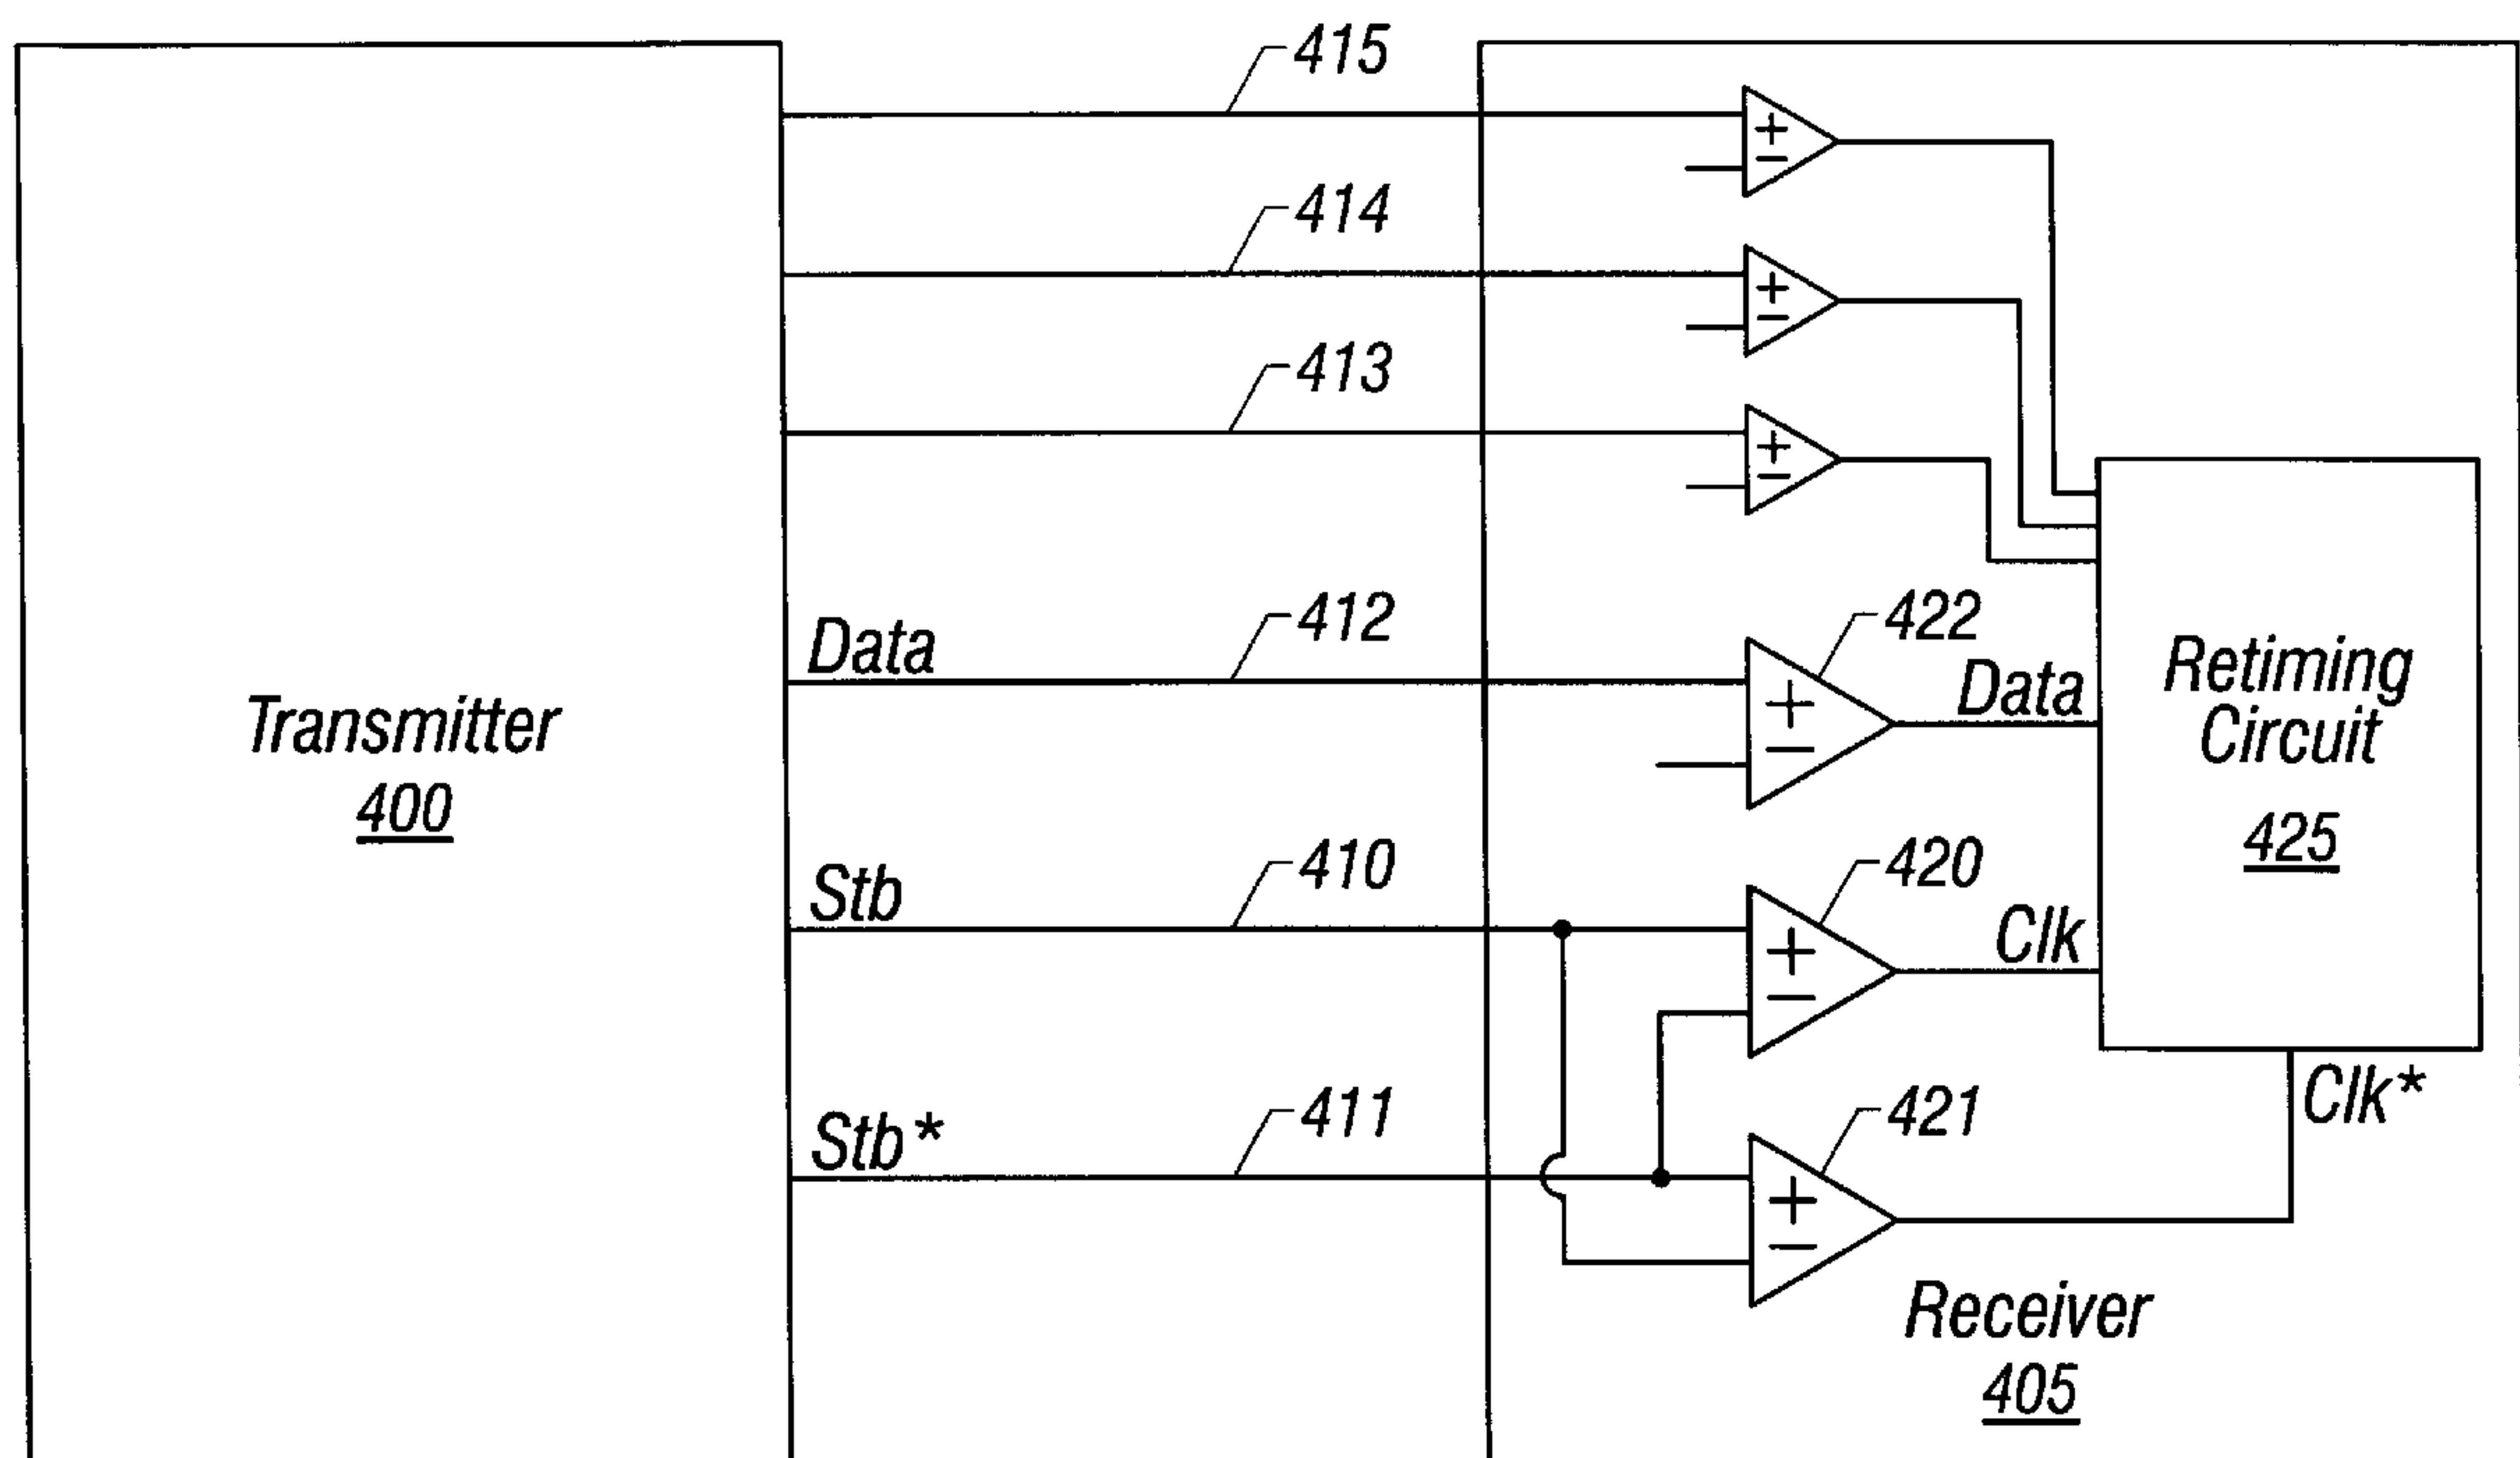 415
414
413
Data
412
422
Data
Retiming
Circuit
425
Transmitter
400
Stb
410
420
Clk
Stb*
411
421
Clk*
Receiver
405